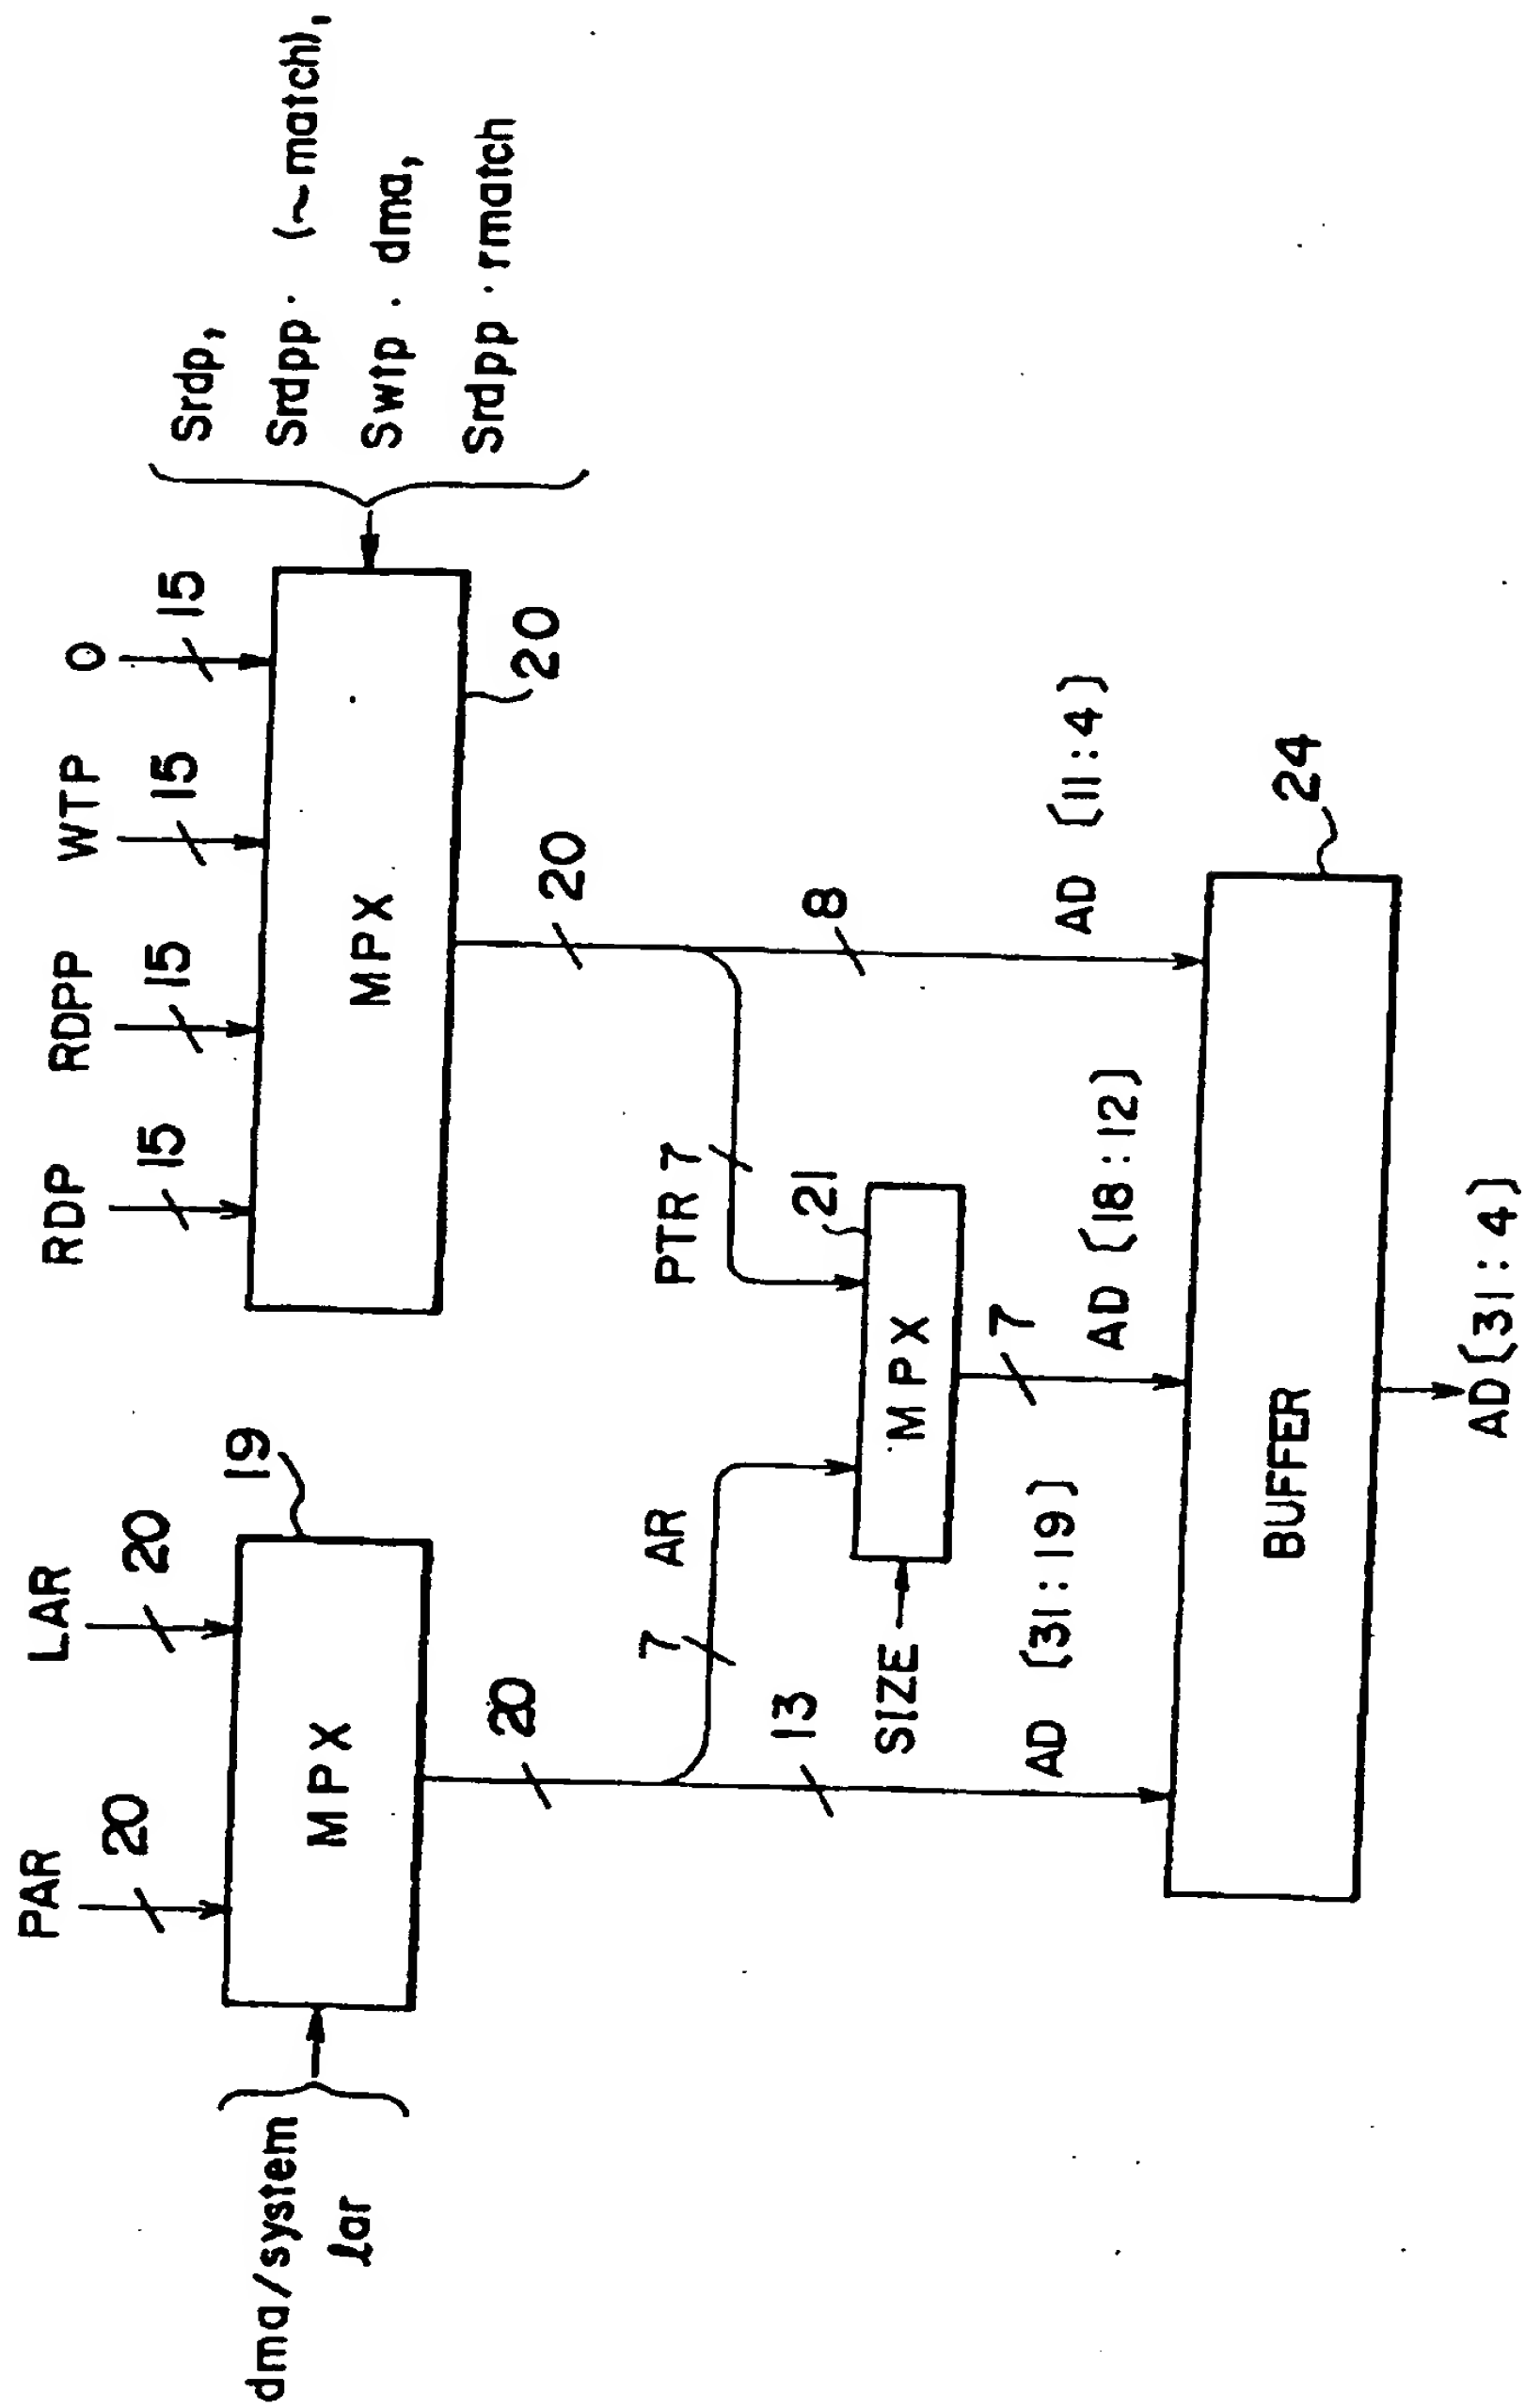 PAR
20
LAR
20
RDP
15
RDPP
15
WTP
15
0
15
dma/system
lar
MPX
19
MPX
20
Srdp,
Srdpp · (~match),
Swtp · dma,
Srdpp · rmatch
20
7
AR
PTR 7
20
13
SIZE
MPX
21
8
AD (31:19)
7
AD (18:12)
AD (11:4)
BUFFER
24
AD(31:4)